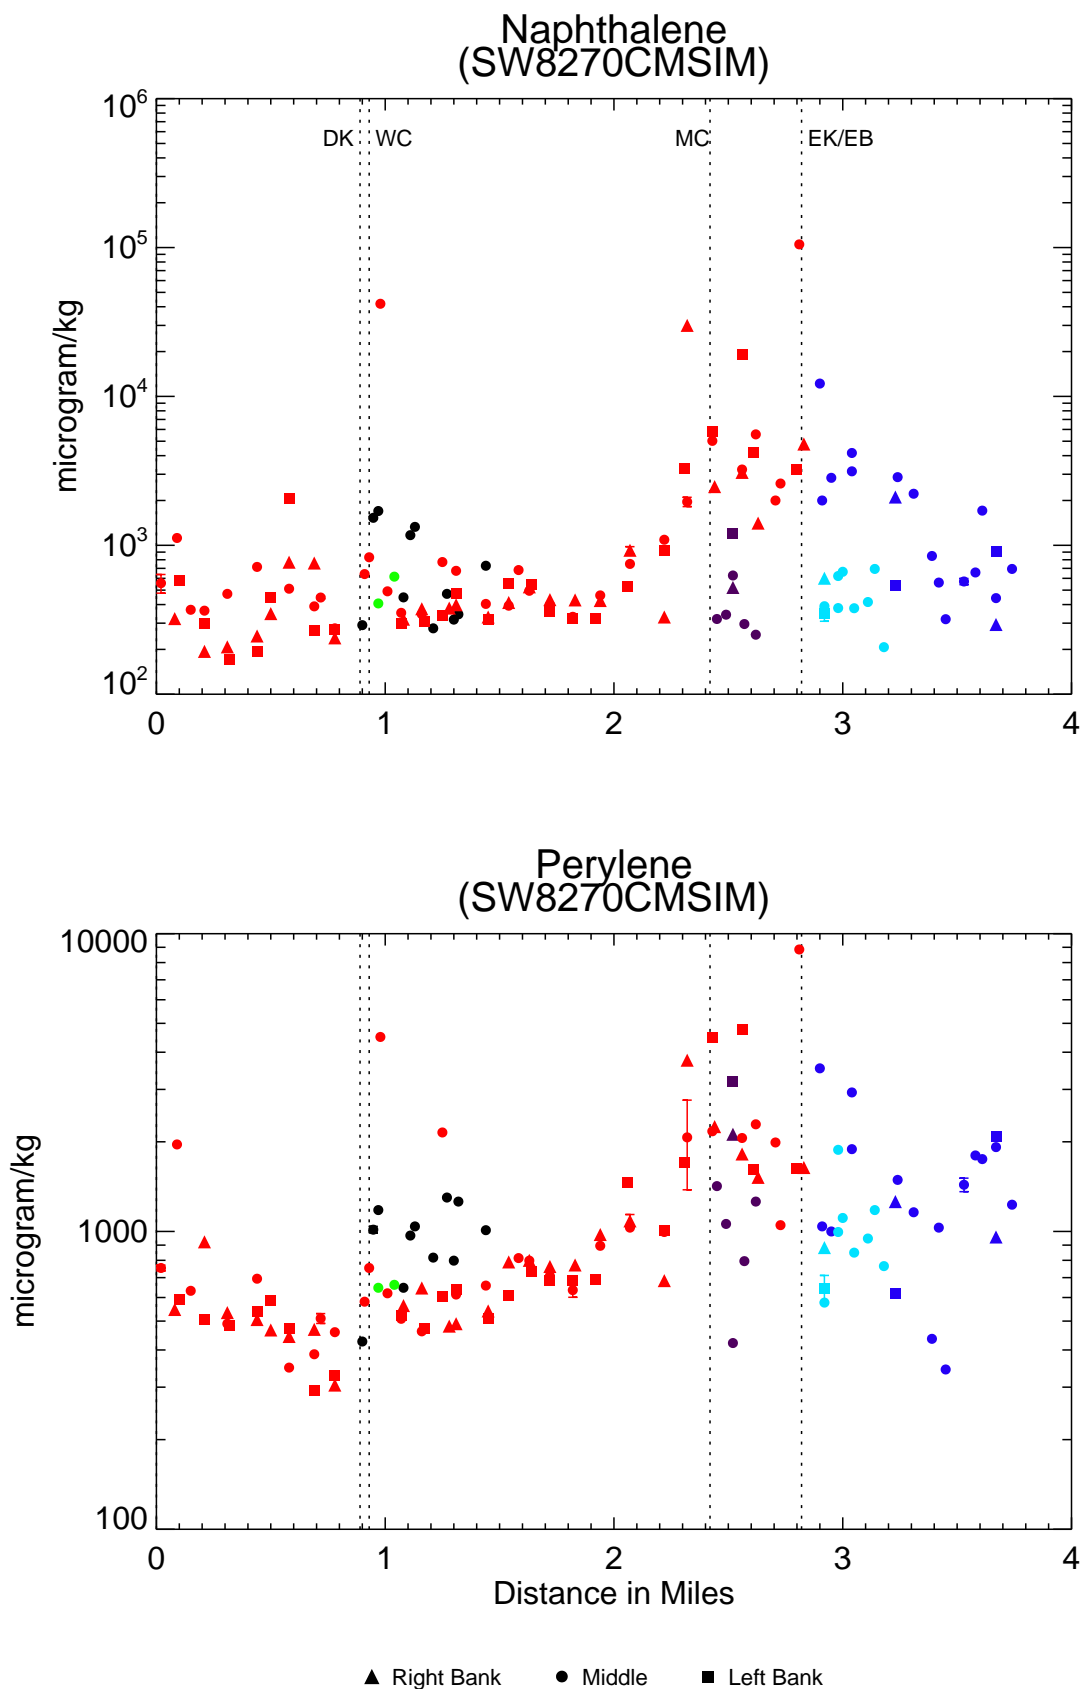 Naphthalene
(SW8270CMSIM)
10^6
DK WC MC EK/EB
10^5
microgram/kg
10^4
10^3
10^2
0 1 2 3 4
Perylene
(SW8270CMSIM)
10000
microgram/kg
1000
100
0 1 2 3 4
Distance in Miles
Right Bank Middle Left Bank